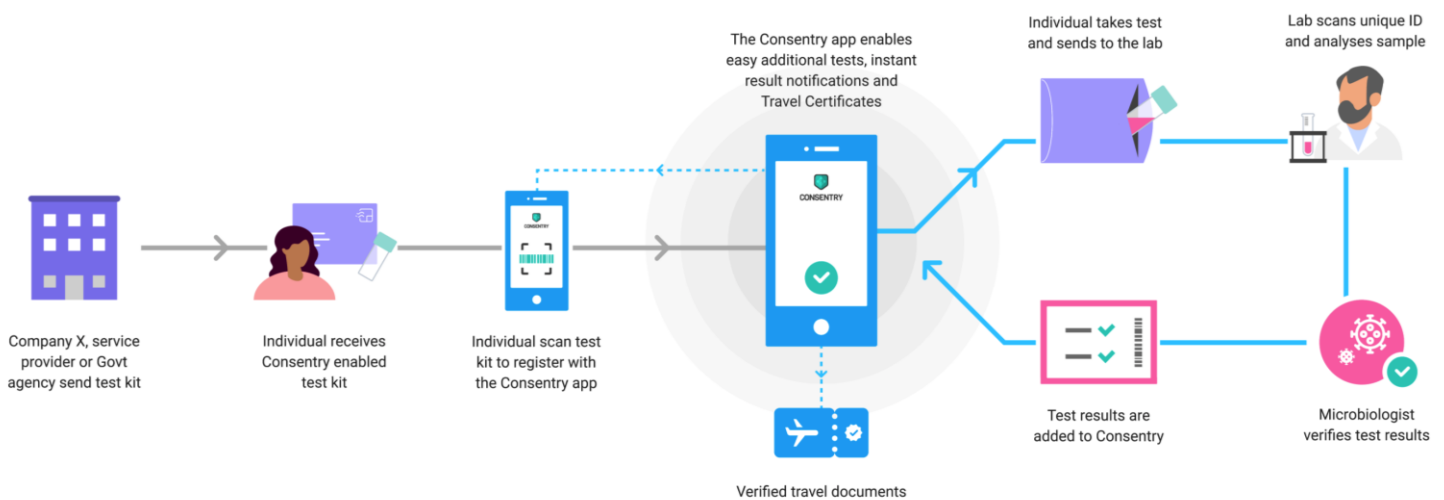 The Consentry app enables
easy additional tests, instant
result notifications and
Travel Certificates
Individual takes test
and sends to the lab
Lab scans unique ID
and analyses sample
CONSENTRY
CONSENTRY
Company X, service
provider or Govt
agency send test kit
Individual receives
Consentry enabled
test kit
Individual scan test
kit to register with
the Consentry app
Test results are
added to Consentry
Microbiologist
verifies test results
Verified travel documents